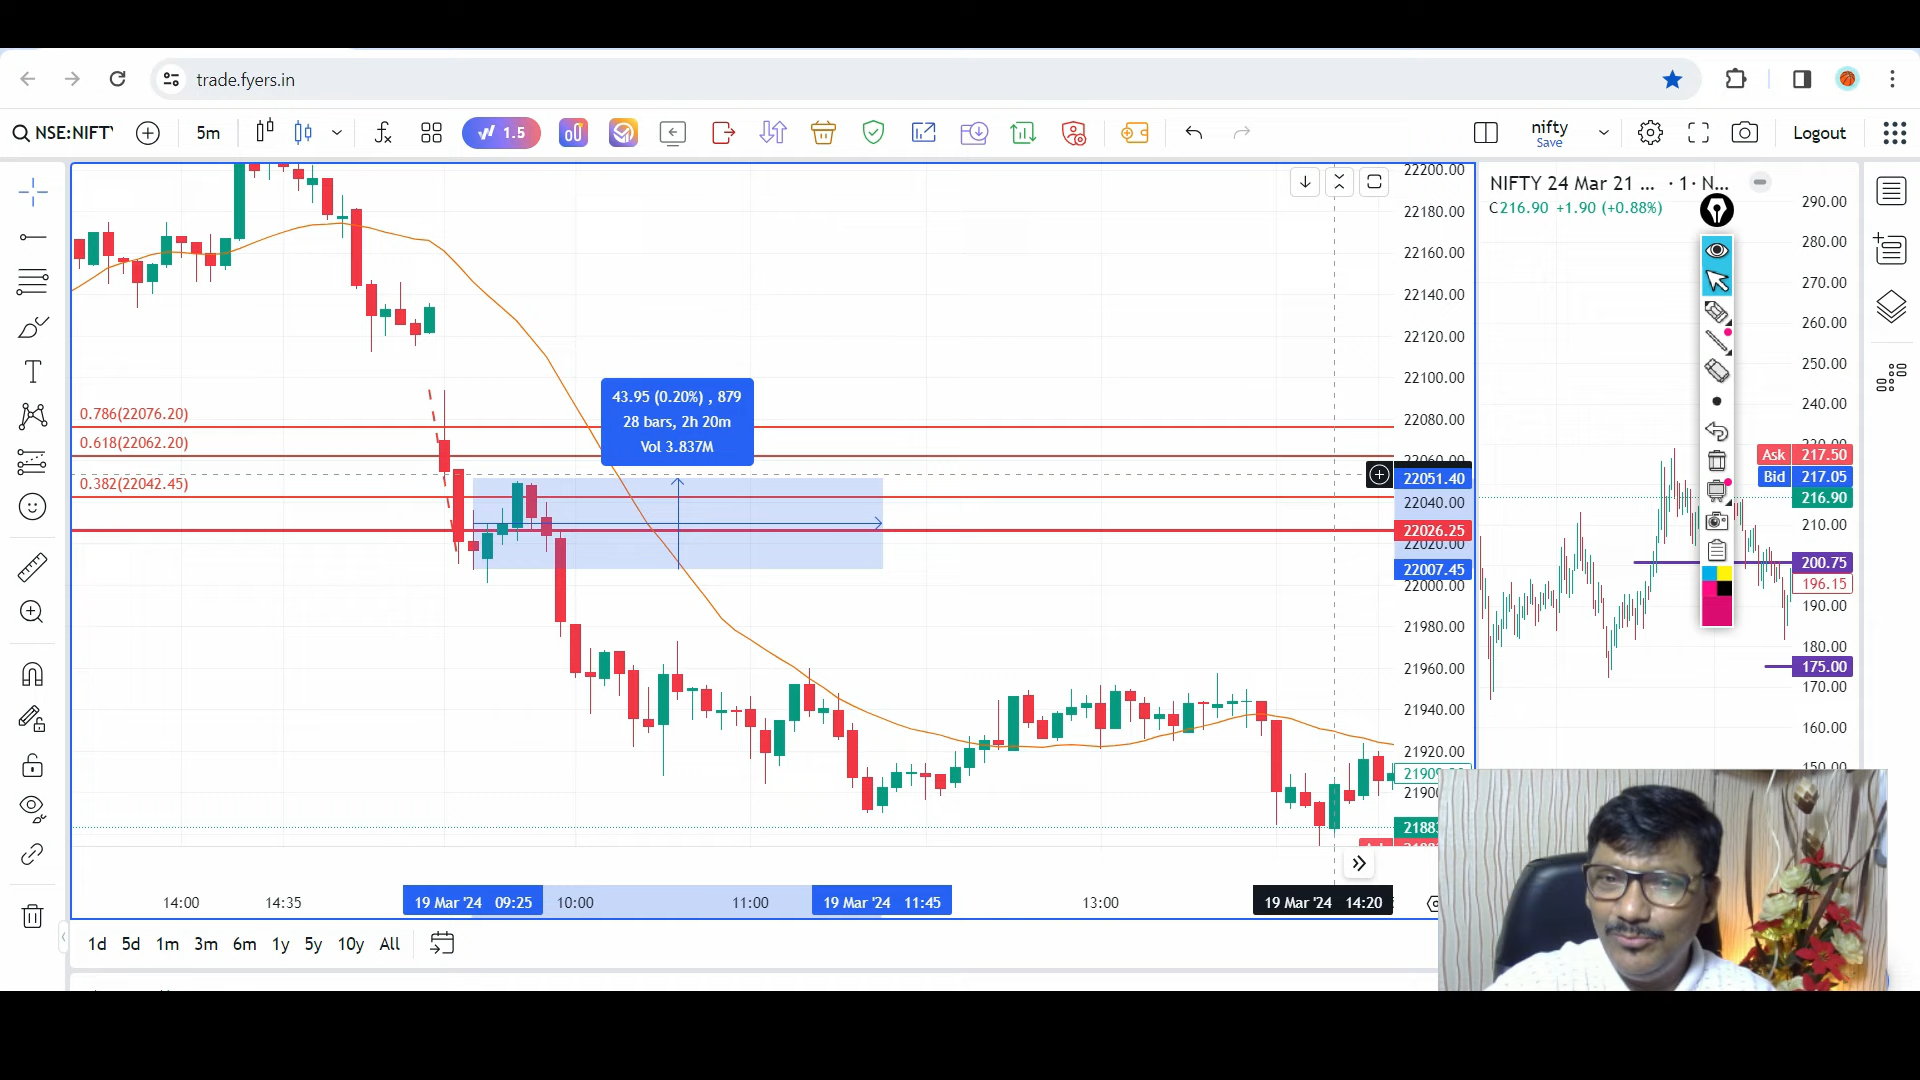 trade.fyers.in
NSE:NIFTY
5m
1.5
nifty
Save
Logout
22200.00
22180.00
22160.00
22140.00
22120.00
22100.00
22080.00
22060.00
22051.40
22040.00
22026.25
22020.00
22007.45
22000.00
21980.00
21960.00
21940.00
21920.00
21900
21883
0.786(22076.20)
0.618(22062.20)
0.382(22042.45)
43.95 (0.20%) , 879
28 bars, 2h 20m
Vol 3.837M
14:00
14:35
19 Mar '24 09:25
10:00
11:00
19 Mar '24 11:45
13:00
19 Mar '24 14:20
1d 5d 1m 3m 6m 1y 5y 10y All
NIFTY 24 Mar 21 ... · 1 · N...
C216.90 +1.90 (+0.88%)
290.00
280.00
270.00
260.00
250.00
240.00
Ask 217.50
Bid 217.05
216.90
210.00
200.75
196.15
190.00
180.00
175.00
170.00
160.00